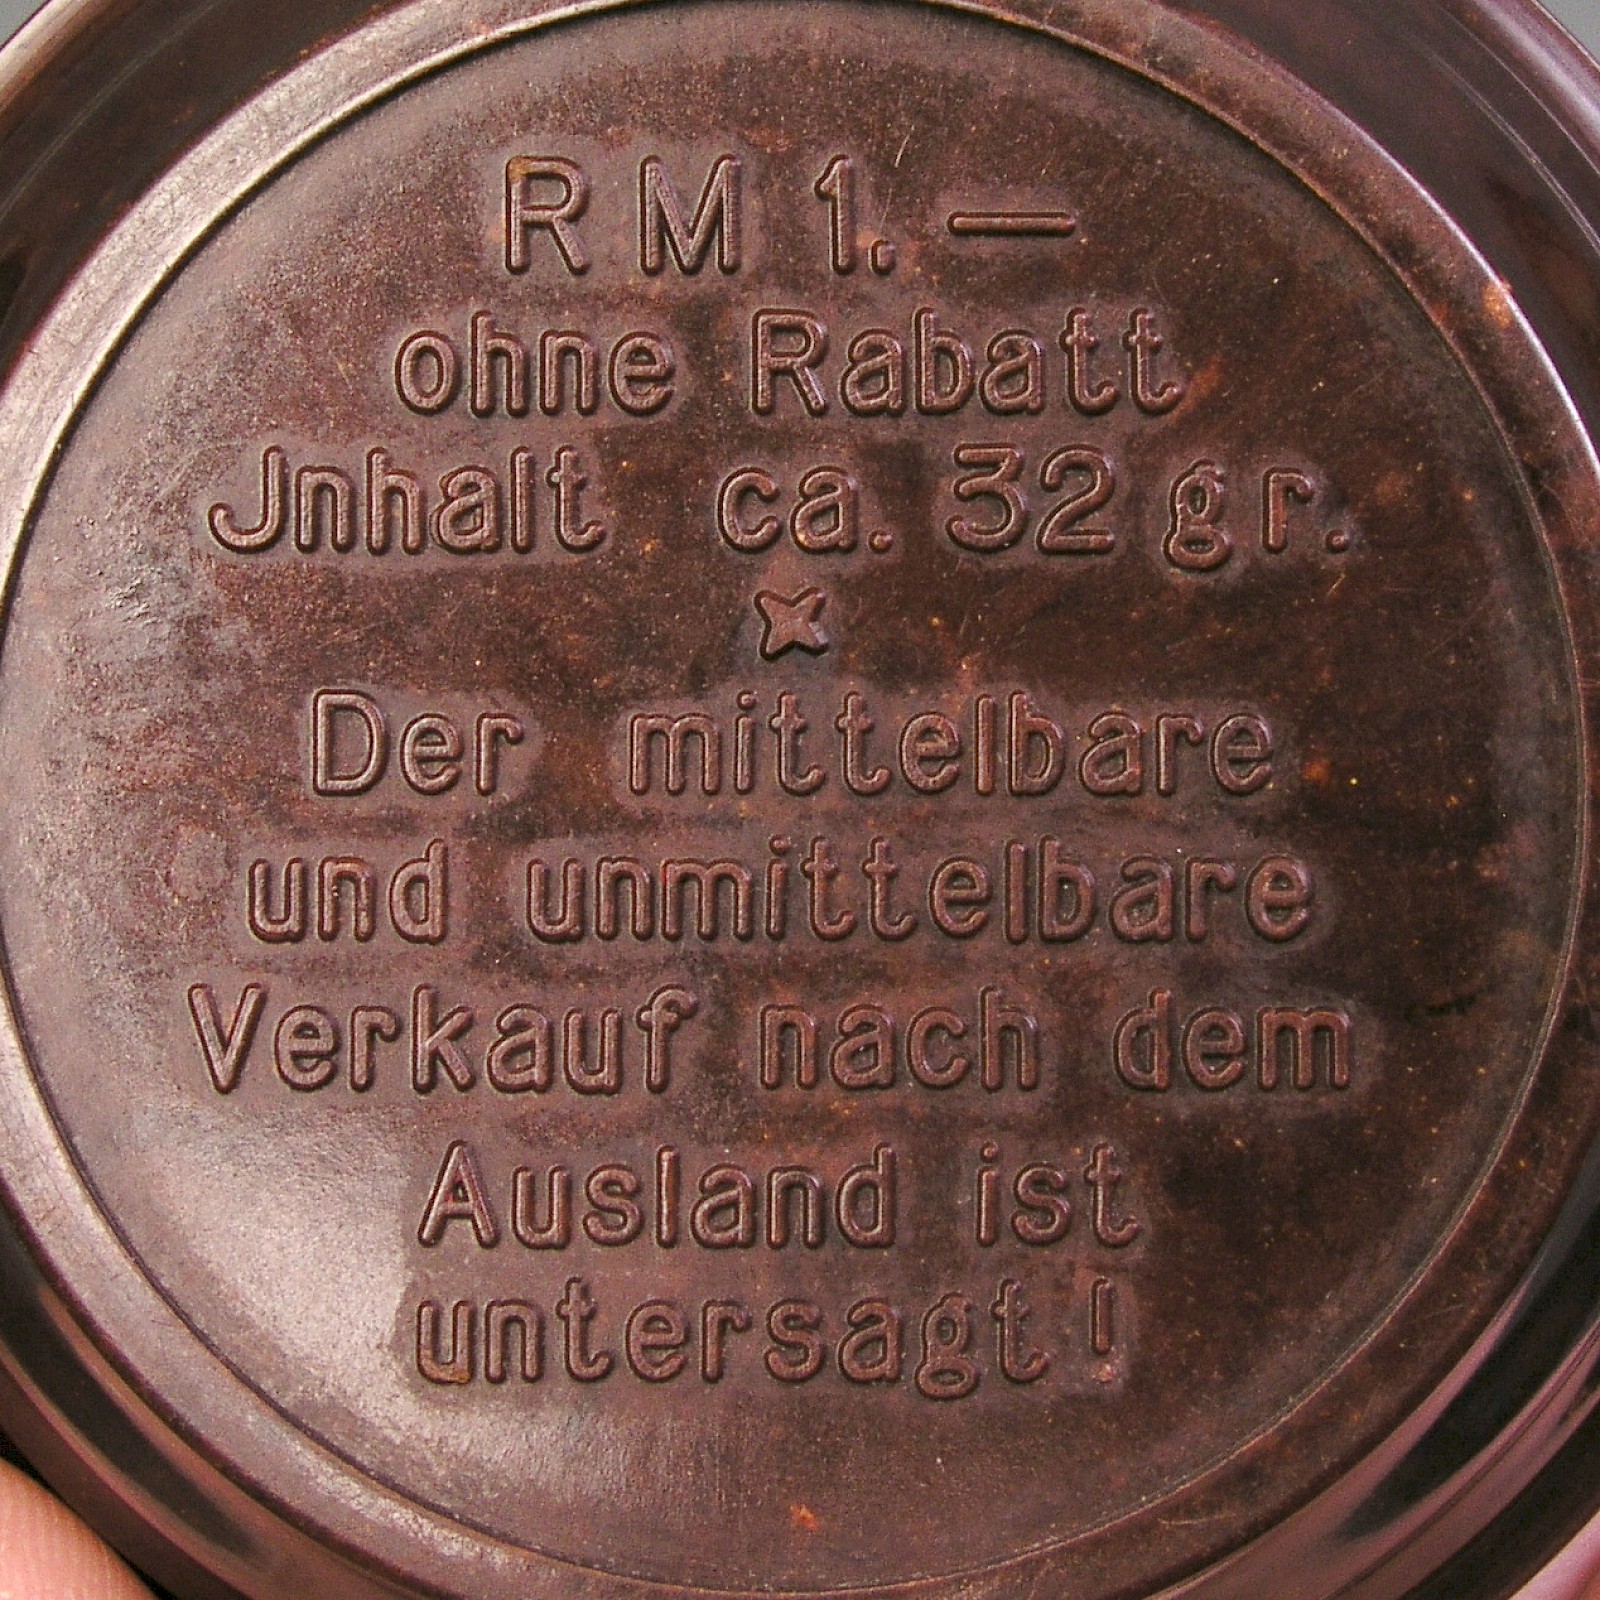 RM 1.—
ohne Rabatt
Jnhalt ca. 32 gr.
Der mittelbare
und unmittelbare
Verkauf nach dem
Ausland ist
untersagt!